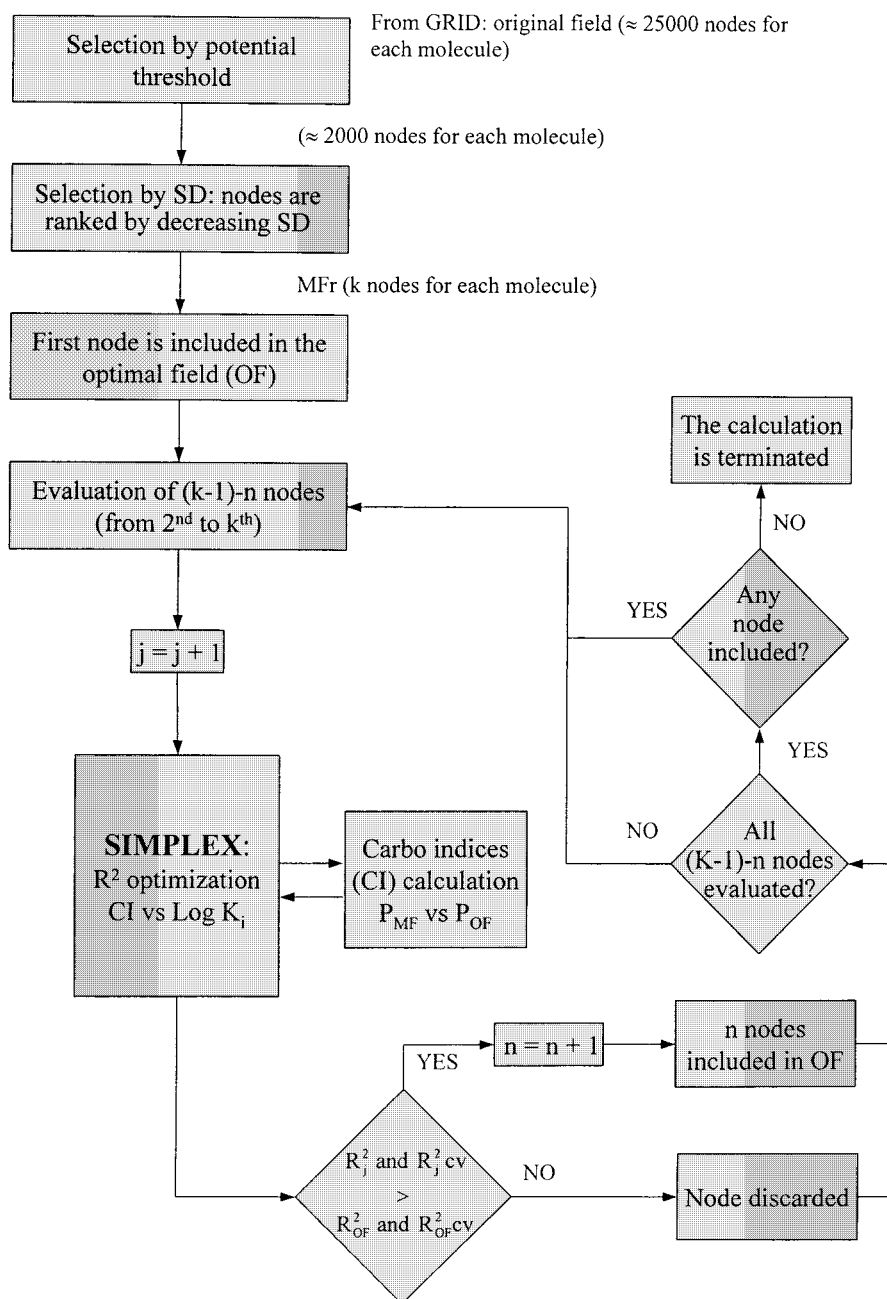 From GRID: original field (≈ 25000 nodes for
each molecule)
Selection by potential
threshold
(≈ 2000 nodes for each molecule)
Selection by SD: nodes are
ranked by decreasing SD
MFr (k nodes for each molecule)
First node is included in the
optimal field (OF)
The calculation
is terminated
Evaluation of (k-1)-n nodes
(from 2nd to kth)
NO
YES
Any
node
included?
j = j + 1
YES
SIMPLEX:
R² optimization
CI vs Log Ki
Carbo indices
(CI) calculation
PMF vs POF
NO
All
(K-1)-n nodes
evaluated?
YES
n = n + 1
n nodes
included in OF
R²j and R²j cv
>
R²OF and R²OF cv
NO
Node discarded